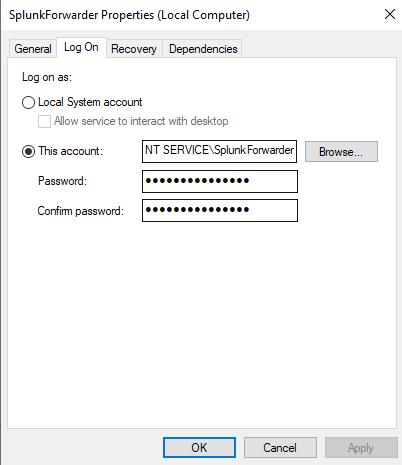 SplunkForwarder Properties (Local Computer)
General Log On Recovery Dependencies
Log on as:
Local System account
Allow service to interact with desktop
This account: NT SERVICE\SplunkForwarder Browse...
Password: •••••••••••••••
Confirm password: •••••••••••••••
OK Cancel Apply